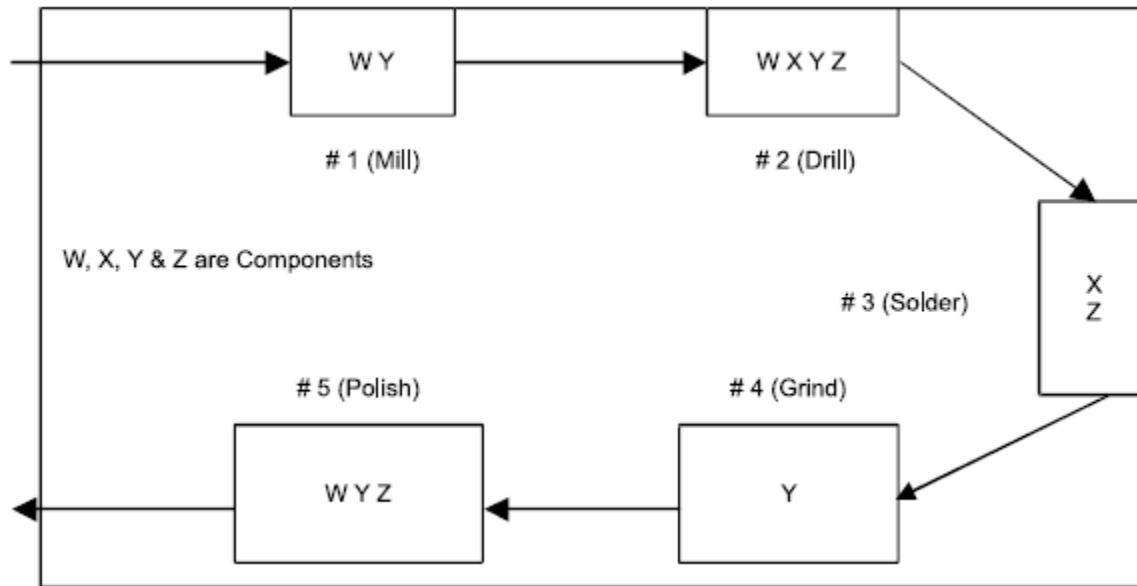 W Y
W X Y Z
# 1 (Mill)
# 2 (Drill)
W, X, Y & Z are Components
# 3 (Solder)
X
Z
# 5 (Polish)
# 4 (Grind)
W Y Z
Y